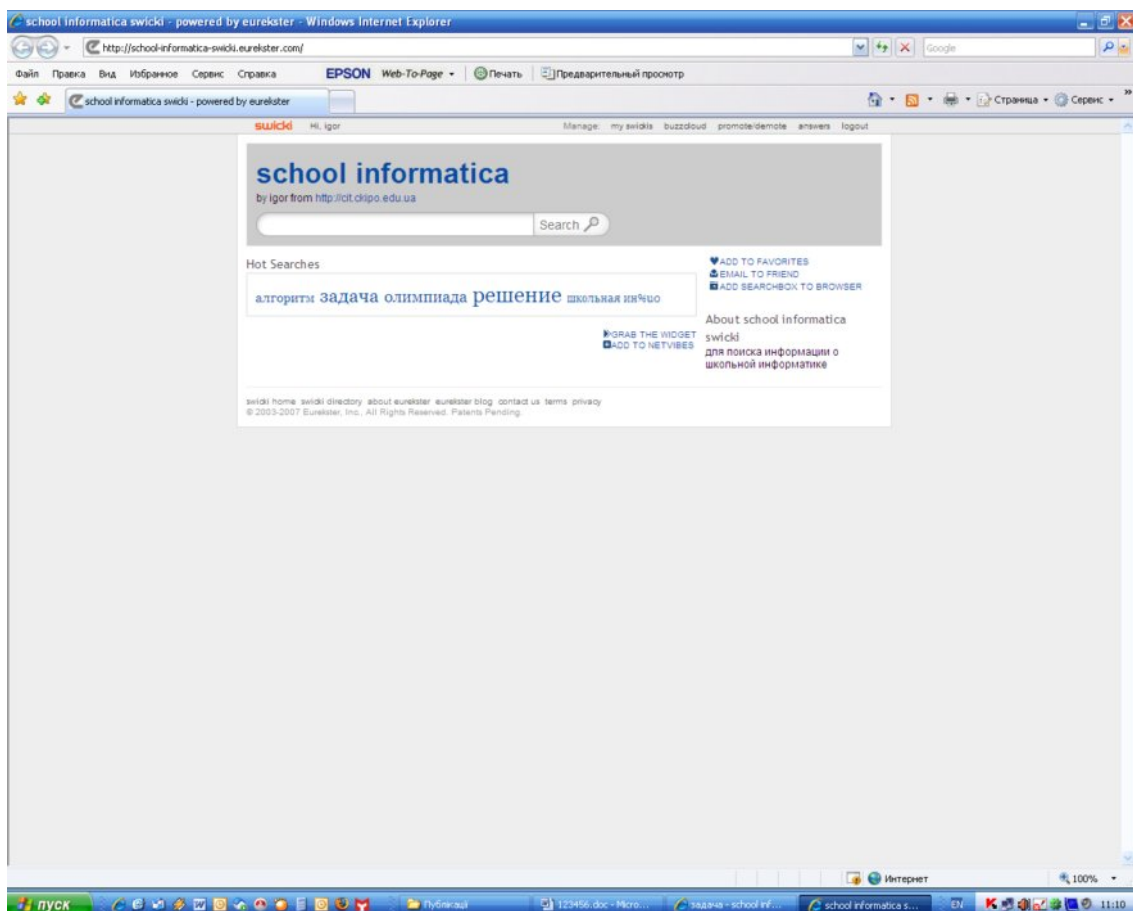 school informatica swicki - powered by eurekster - Windows Internet Explorer
http://school-informatica-swicki.eurekster.com/
Google
Файл Правка Вид Избранное Сервис Справка EPSON Web-To-Page Печать Предварительный просмотр
school informatica swicki - powered by eurekster Страница Сервис
swicki Hi, igor Manage: my swickis buzzcloud promote/demote answers logout
school informatica
by igor from http://cit.ckipo.edu.ua
Search
Hot Searches
алгоритм задача олимпиада решение школьная ин%uo
GRAB THE WIDGET
ADD TO NETVIBES
ADD TO FAVORITES
EMAIL TO FRIEND
ADD SEARCHBOX TO BROWSER
About school informatica
swicki
для поиска информации о
школьной информатике
swicki home swicki directory about eurekster eurekster blog contact us terms privacy
© 2003-2007 Eurekster, Inc., All Rights Reserved. Patents Pending.
Интернет 100%
пуск Публікації 123456.doc - Micro... задача - school inf... school informatica s... EN 11:10